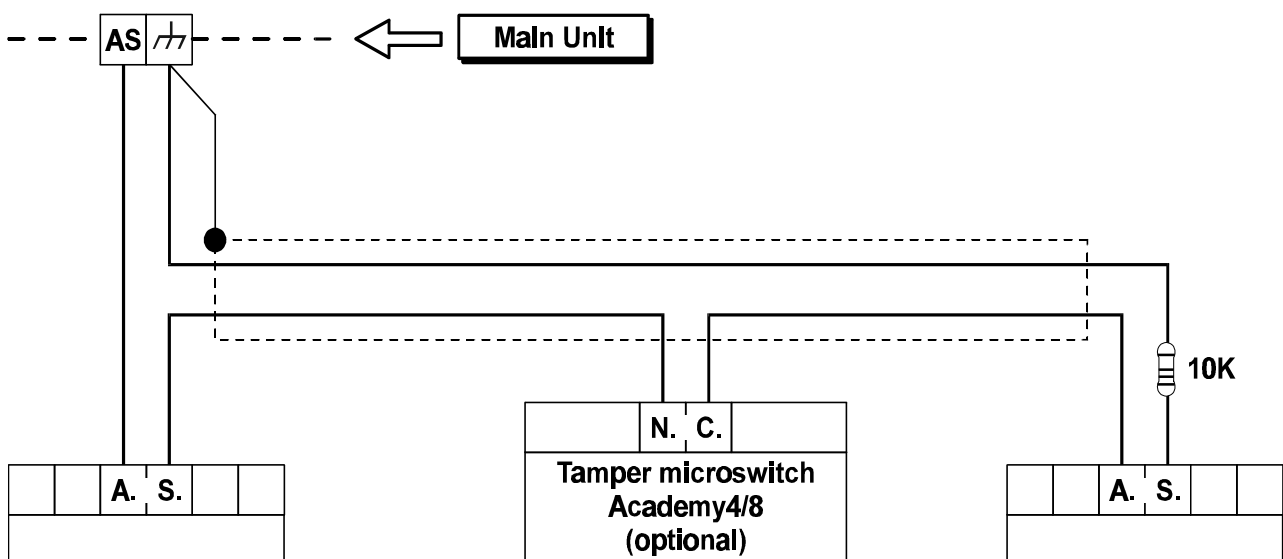 AS
Main Unit
10K
N. C.
Tamper microswitch
Academy4/8
(optional)
A. S.
A. S.